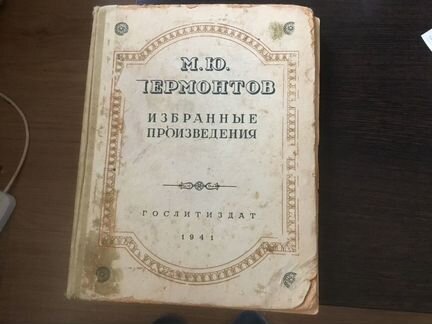 М.Ю.
ЛЕРМОНТОВ
ИЗБРАННЫЕ
ПРОИЗВЕДЕНИЯ
ГОСЛИТИЗДАТ
1941